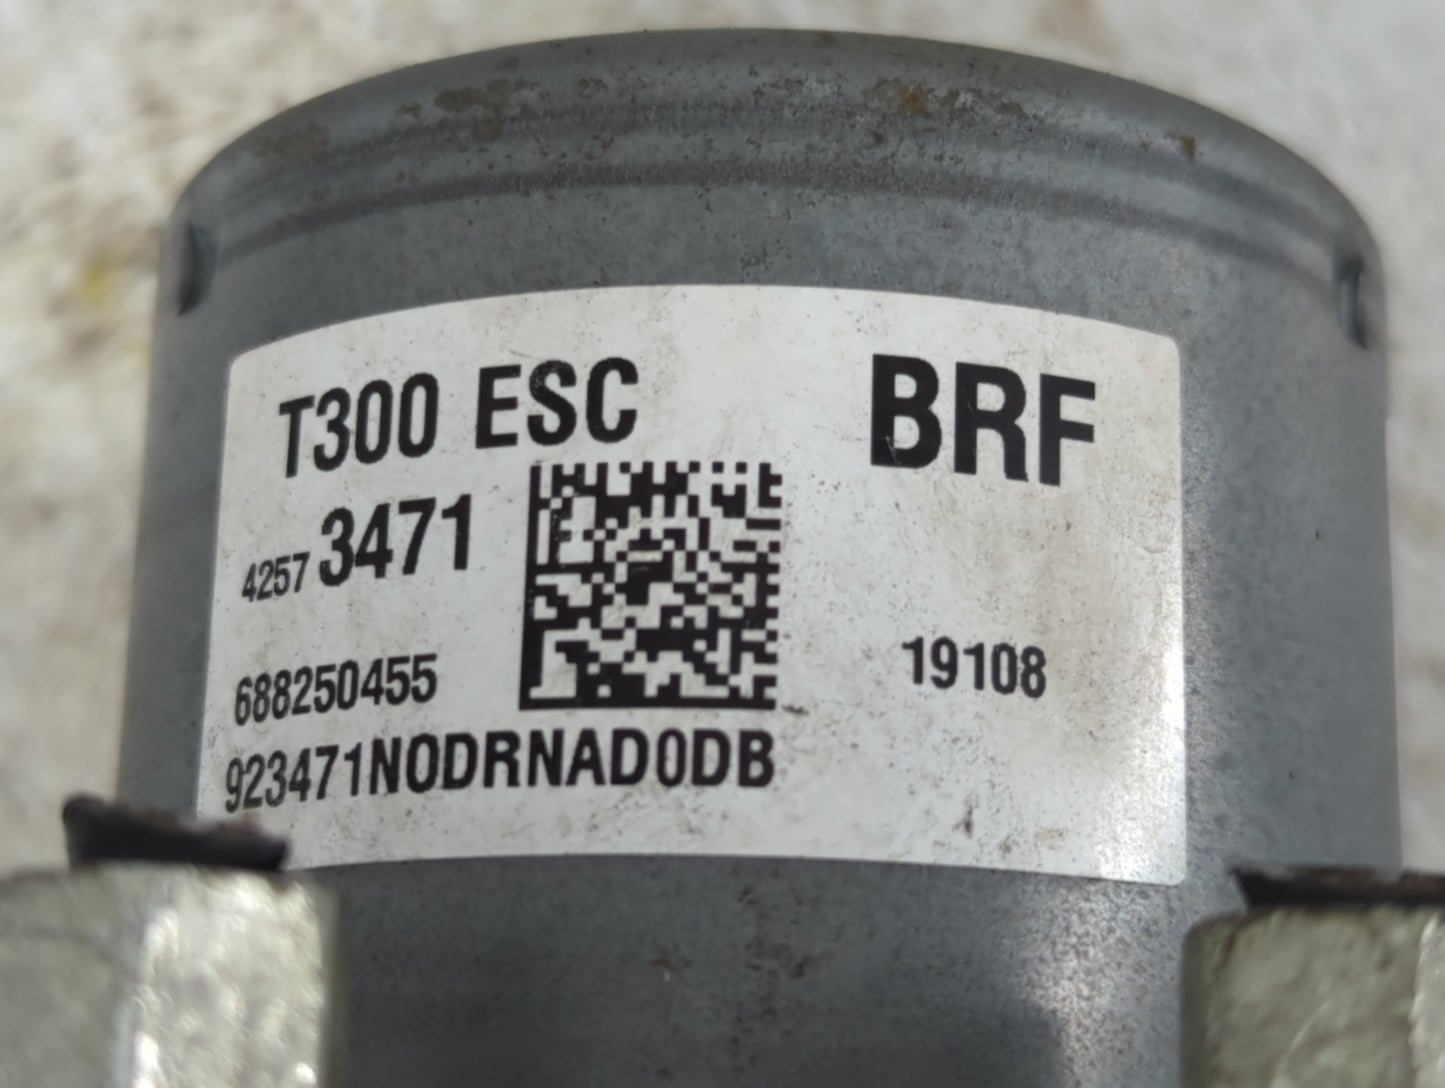 T300 ESC BRF
4257 3471
688250455 19108
923471N0DRNAD0DB